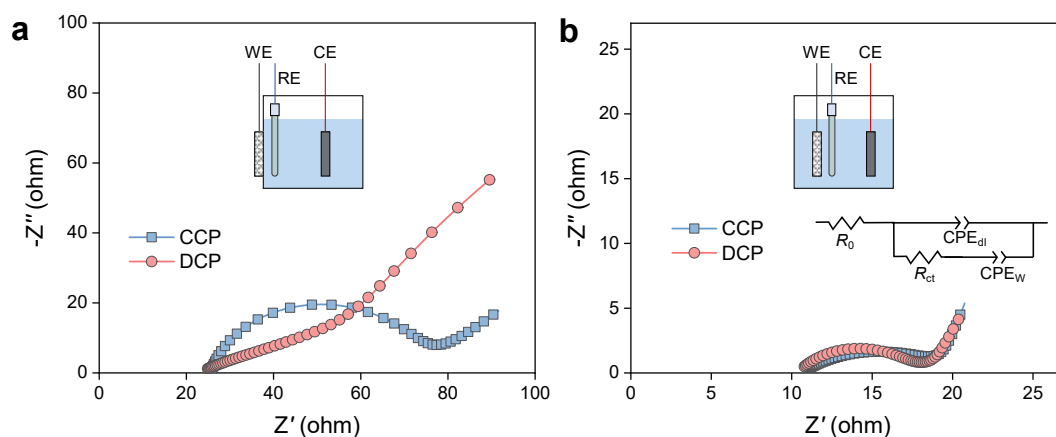 a
100
80
60
40
20
0
-Z″ (ohm)
0
20
40
60
80
100
Z′ (ohm)
WE
CE
RE
CCP
DCP
b
25
20
15
10
5
0
-Z″ (ohm)
0
5
10
15
20
25
Z′ (ohm)
WE
CE
RE
CCP
DCP
R0
CPEdl
Rct
CPEW